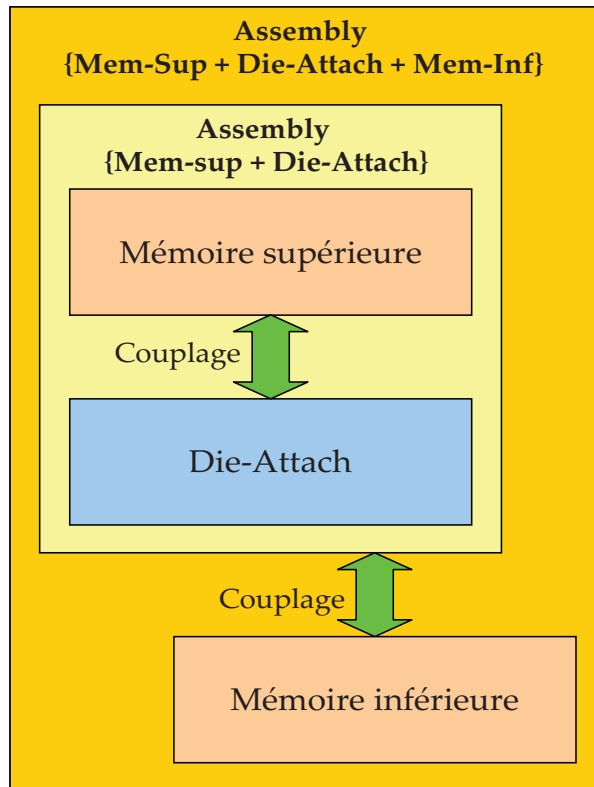 Assembly
{Mem-Sup + Die-Attach + Mem-Inf}
Assembly
{Mem-sup + Die-Attach}
Mémoire supérieure
Couplage
Die-Attach
Couplage
Mémoire inférieure